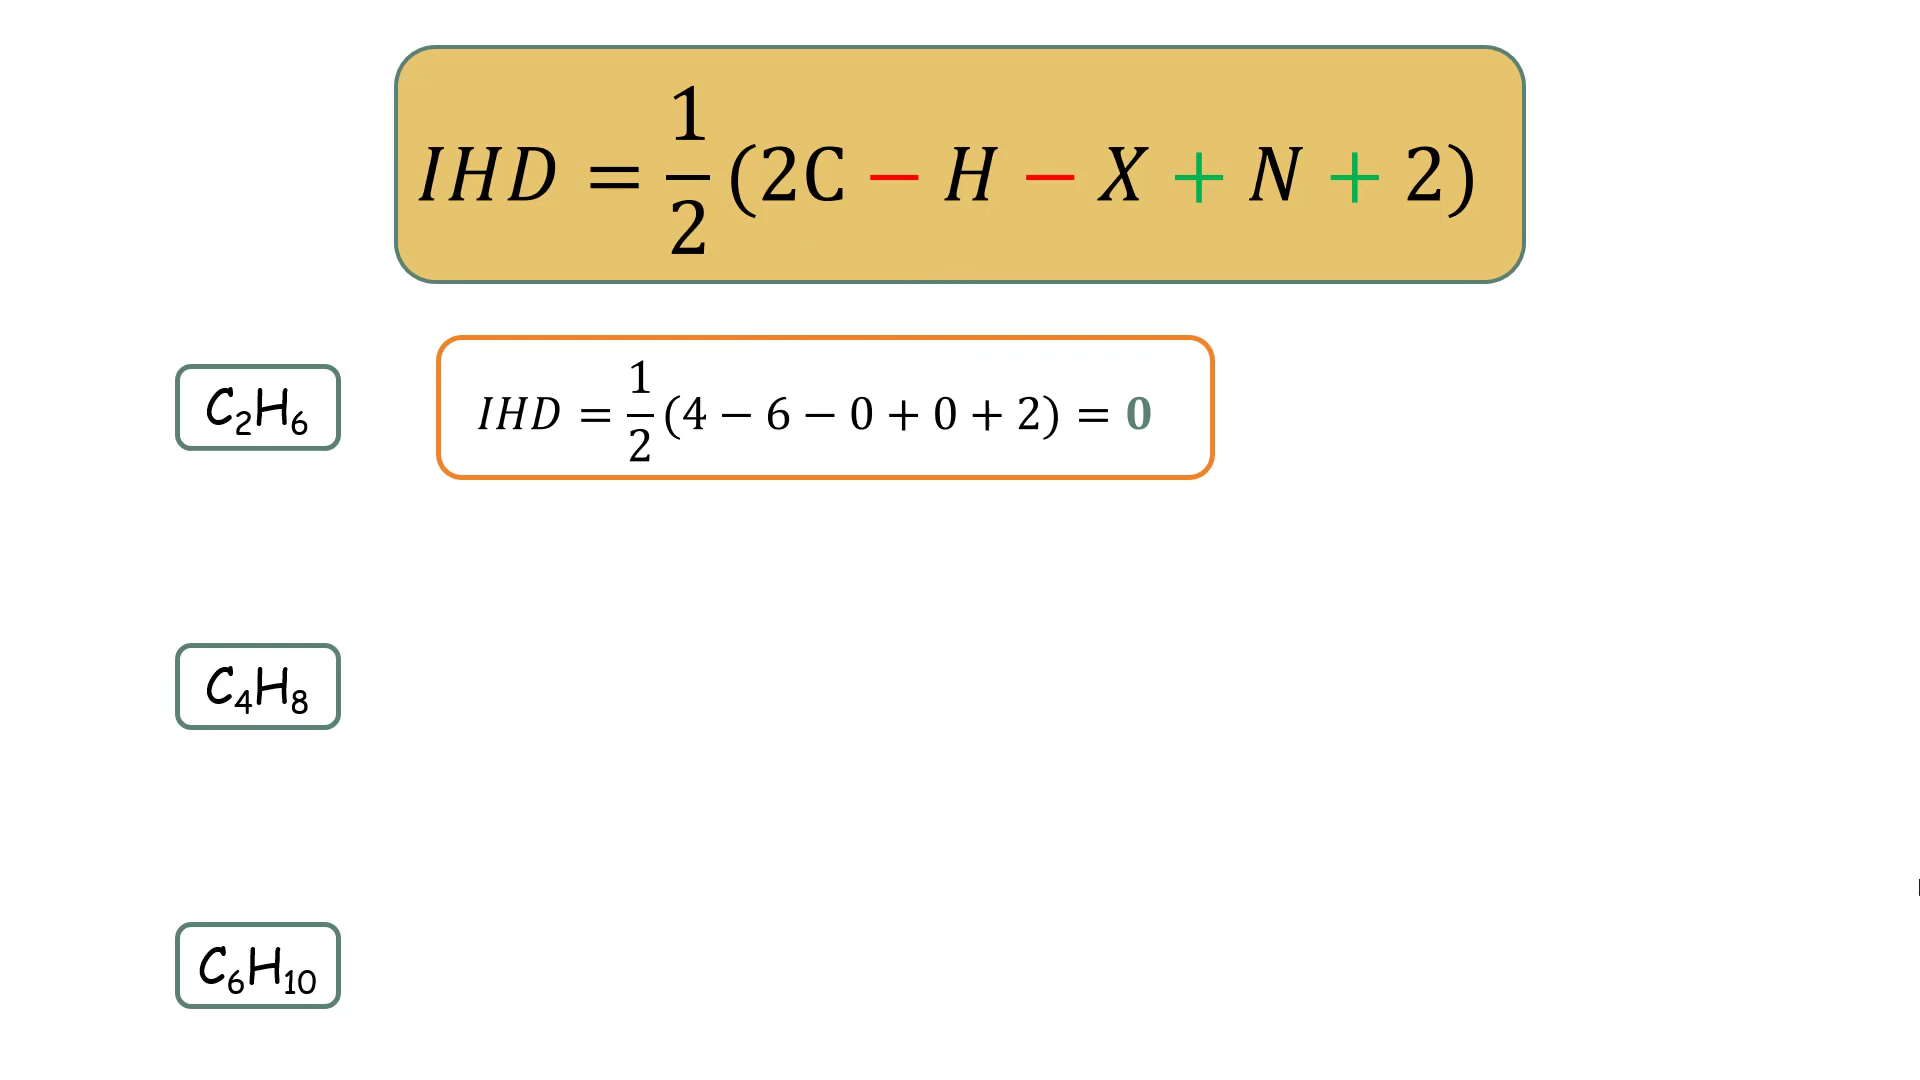 IHD = 1/2 (2C − H − X + N + 2)
C₂H₆
IHD = 1/2 (4 − 6 − 0 + 0 + 2) = 0
C₄H₈
C₆H₁₀